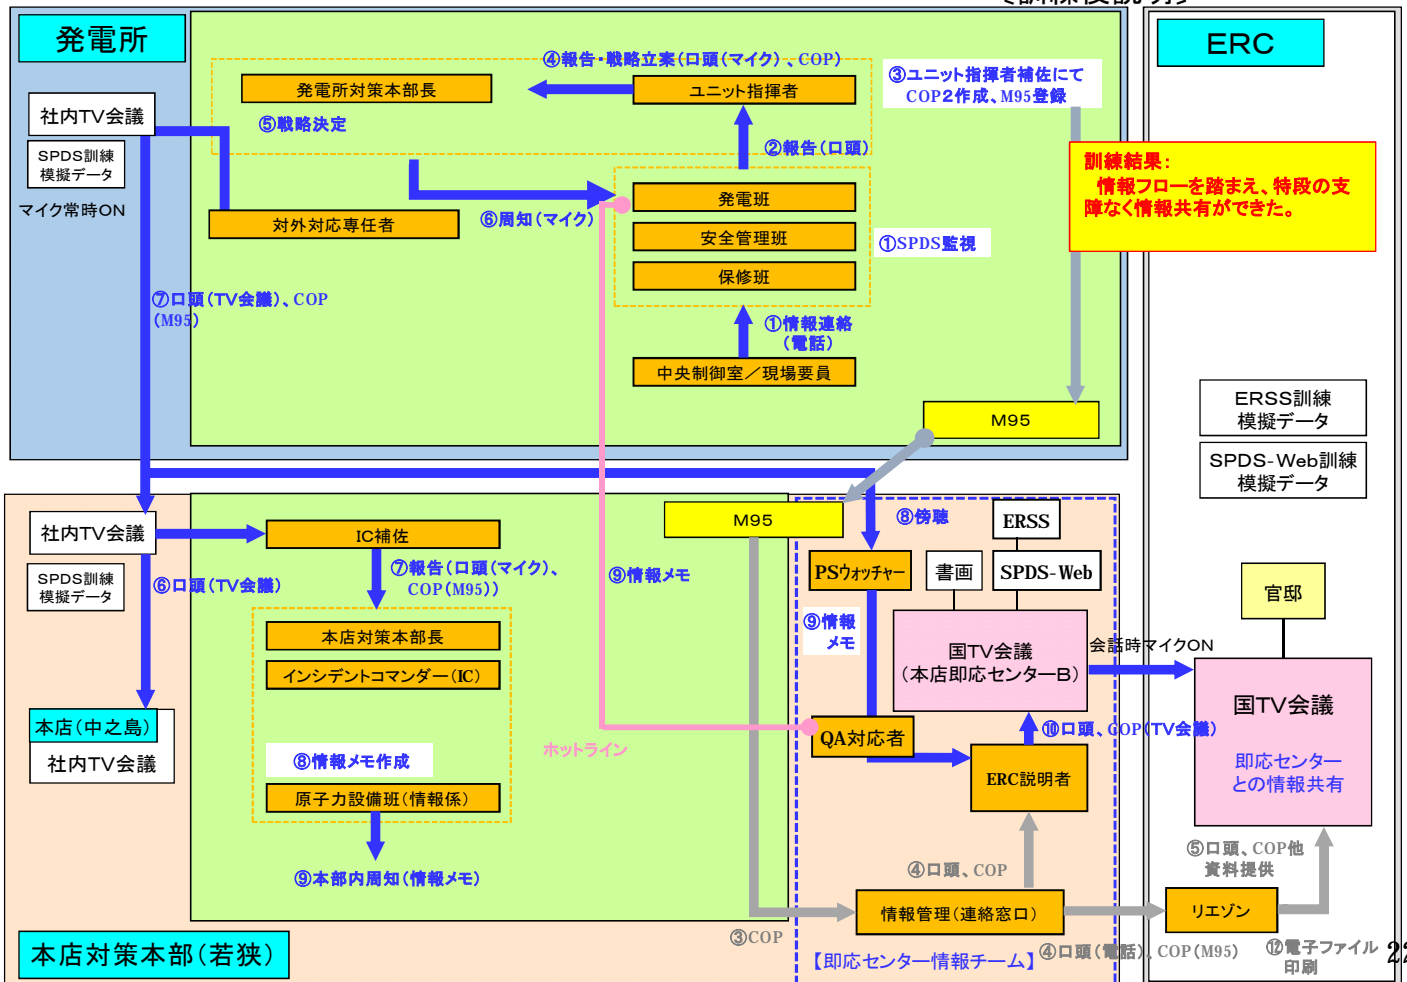 発電所
ERC
④報告・戦略立案(口頭(マイク)、COP)
発電所対策本部長
ユニット指揮者
③ユニット指揮者補佐にて
COP2作成、M95登録
社内TV会議
⑤戦略決定
SPDS訓練
模擬データ
②報告(口頭)
訓練結果:
情報フローを踏まえ、特段の支
障なく情報共有ができた。
マイク常時ON
発電班
対外対応専任者
⑥周知(マイク)
安全管理班
①SPDS監視
保修班
⑦口頭(TV会議)、COP
(M95)
①情報連絡
(電話)
中央制御室/現場要員
M95
ERSS訓練
模擬データ
SPDS-Web訓練
模擬データ
社内TV会議
IC補佐
M95
⑧傍聴
ERSS
⑥口頭(TV会議)
SPDS訓練
模擬データ
⑦報告(口頭(マイク)、
COP(M95))
⑨情報メモ
PSウォッチャー
書画
SPDS-Web
官邸
本店対策本部長
⑨情報
メモ
国TV会議
(本店即応センターB)
会話時マイクON
インシデントコマンダー(IC)
国TV会議
即応センター
との情報共有
本店(中之島)
社内TV会議
ホットライン
QA対応者
⑩口頭、COP(TV会議)
⑧情報メモ作成
ERC説明者
原子力設備班(情報係)
⑨本部内周知(情報メモ)
④口頭、COP
⑤口頭、COP他
資料提供
情報管理(連絡窓口)
リエゾン
③COP
本店対策本部(若狭)
【即応センター情報チーム】
④口頭(電話)、COP(M95)
⑫電子ファイル
印刷
22